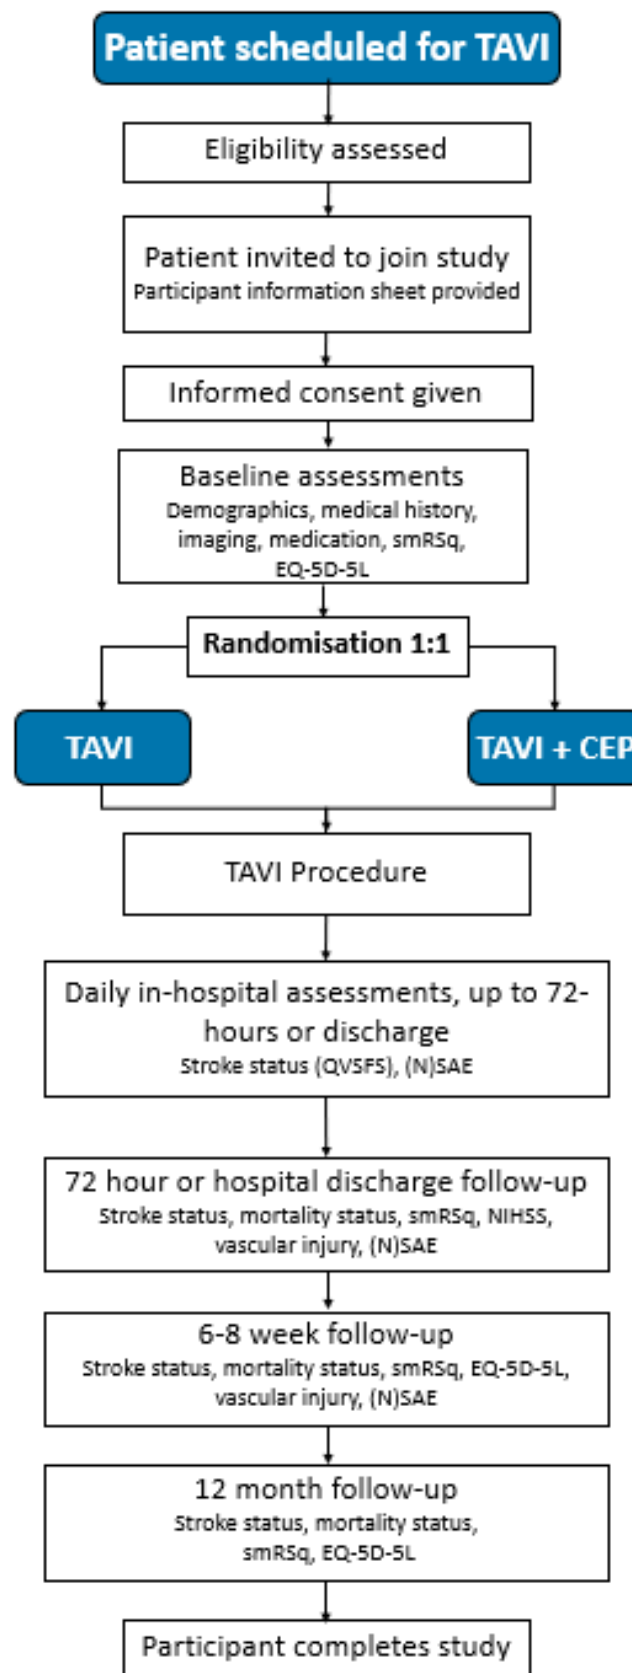 Patient scheduled for TAVI
Eligibility assessed
Patient invited to join study
Participant information sheet provided
Informed consent given
Baseline assessments
Demographics, medical history,
imaging, medication, smRSq,
EQ-5D-5L
Randomisation 1:1
TAVI
TAVI + CEP
TAVI Procedure
Daily in-hospital assessments, up to 72-
hours or discharge
Stroke status (QVSFS), (N)SAE
72 hour or hospital discharge follow-up
Stroke status, mortality status, smRSq, NIHSS,
vascular injury, (N)SAE
6-8 week follow-up
Stroke status, mortality status, smRSq, EQ-5D-5L,
vascular injury, (N)SAE
12 month follow-up
Stroke status, mortality status,
smRSq, EQ-5D-5L
Participant completes study